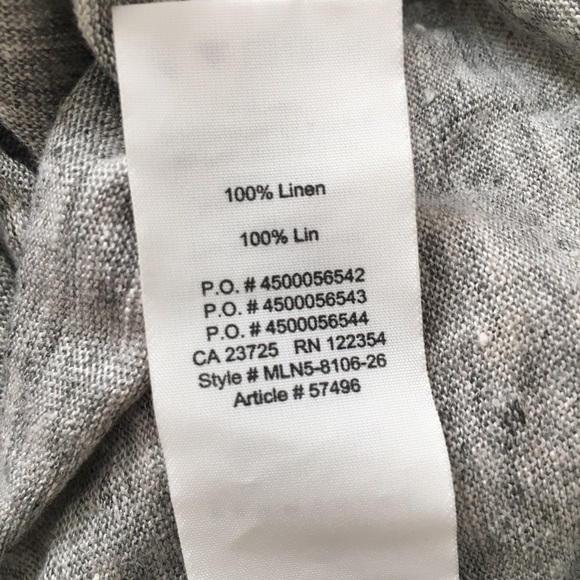 100% Linen
100% Lin
P.O. # 4500056542
P.O. # 4500056543
P.O. # 4500056544
CA 23725 RN 122354
Style # MLN5-8106-26
Article # 57496